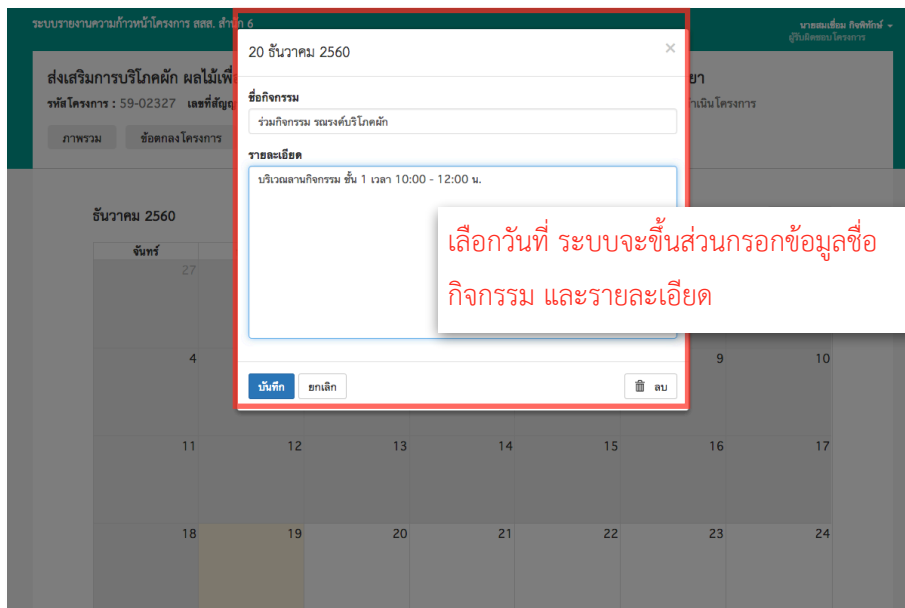 ระบบรายงานความก้าวหน้าโครงการ สสส. สำนัก 6
นายสมเชื่อม กิจพิทักษ์
ผู้รับผิดชอบโครงการ
20 ธันวาคม 2560
ส่งเสริมการบริโภคผัก ผลไม้เพื่
ยา
รหัสโครงการ : 59-02327 เลขที่สัญญ
ำเนินโครงการ
ชื่อกิจกรรม
ร่วมกิจกรรม รณรงค์บริโภคผัก
ภาพรวม ข้อตกลงโครงการ
รายละเอียด
บริเวณลานกิจกรรม ชั้น 1 เวลา 10:00 - 12:00 น.
ธันวาคม 2560
เลือกวันที่ ระบบจะขึ้นส่วนกรอกข้อมูลชื่อ
กิจกรรม และรายละเอียด
จันทร์
27
4 9 10
บันทึก ยกเลิก ลบ
11 12 13 14 15 16 17
18 19 20 21 22 23 24